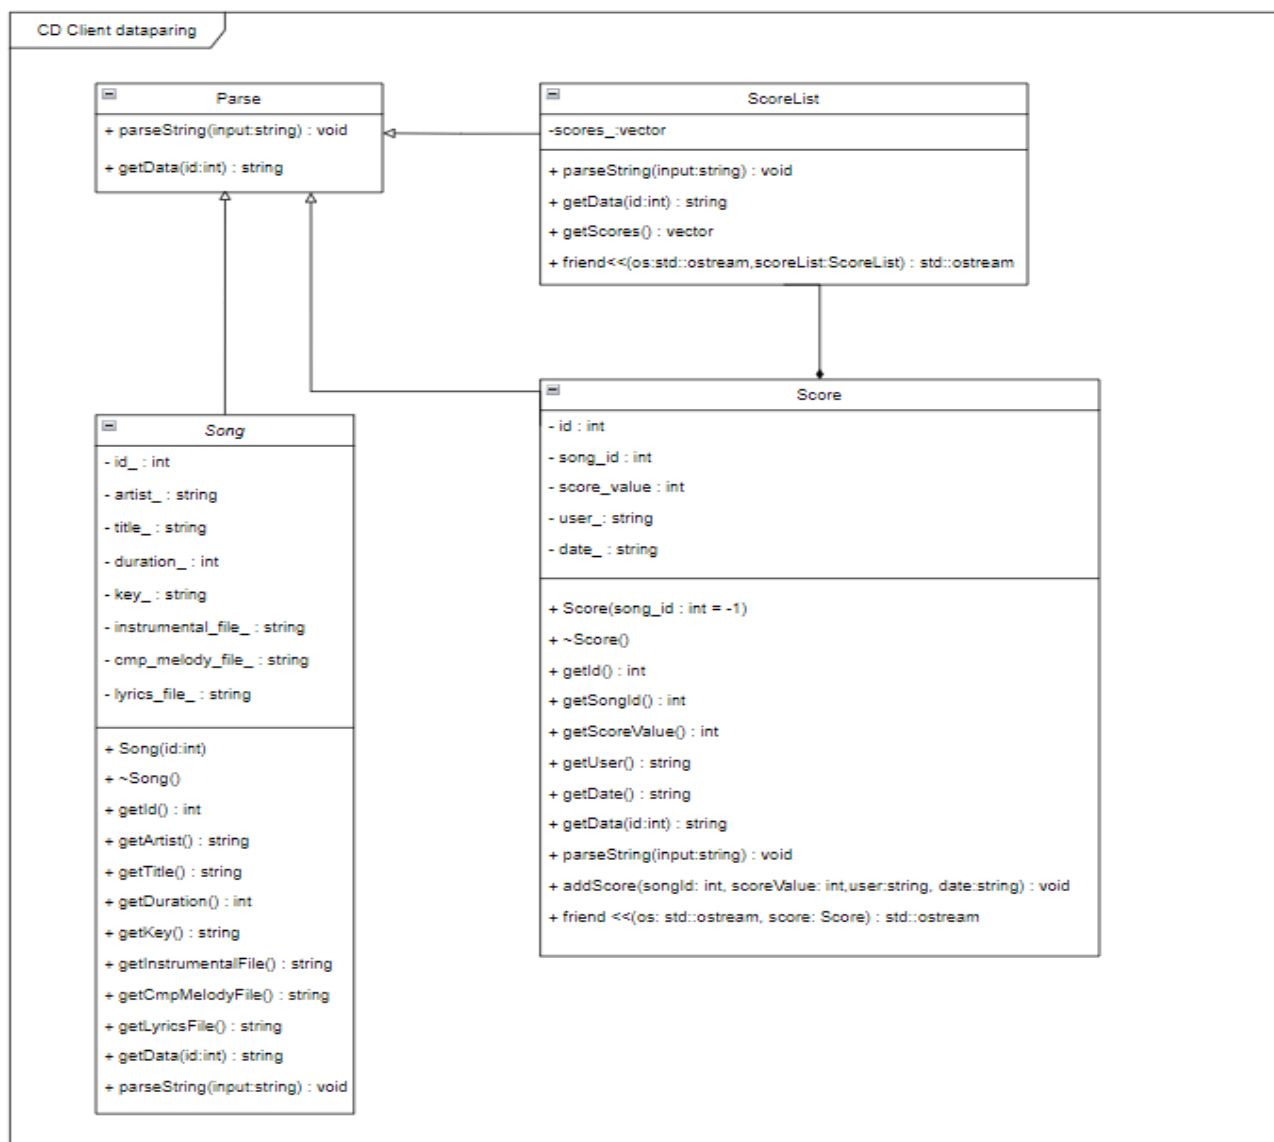 CD Client dataparing
Parse
+ parseString(input:string) : void
+ getData(id:int) : string
ScoreList
-scores_:vector
+ parseString(input:string) : void
+ getData(id:int) : string
+ getScores() : vector
+ friend<<(os:std::ostream,scoreList:ScoreList) : std::ostream
Song
- id_ : int
- artist_ : string
- title_ : string
- duration_ : int
- key_ : string
- instrumental_file_ : string
- cmp_melody_file_ : string
- lyrics_file_ : string
+ Song(id:int)
+ ~Song()
+ getId() : int
+ getArtist() : string
+ getTitle() : string
+ getDuration() : int
+ getKey() : string
+ getInstrumentalFile() : string
+ getCmpMelodyFile() : string
+ getLyricsFile() : string
+ getData(id:int) : string
+ parseString(input:string) : void
Score
- id : int
- song_id : int
- score_value : int
- user_: string
- date_ : string
+ Score(song_id : int = -1)
+ ~Score()
+ getId() : int
+ getSongId() : int
+ getScoreValue() : int
+ getUser() : string
+ getDate() : string
+ getData(id:int) : string
+ parseString(input:string) : void
+ addScore(songId: int, scoreValue: int,user:string, date:string) : void
+ friend <<(os: std::ostream, score: Score) : std::ostream